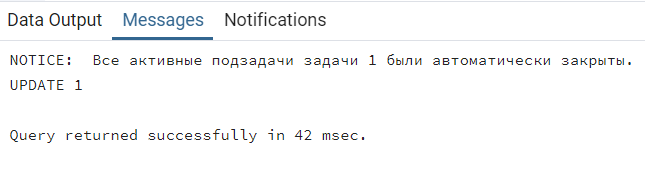 Data Output Messages Notifications
NOTICE:  Все активные подзадачи задачи 1 были автоматически закрыты.
UPDATE 1
Query returned successfully in 42 msec.